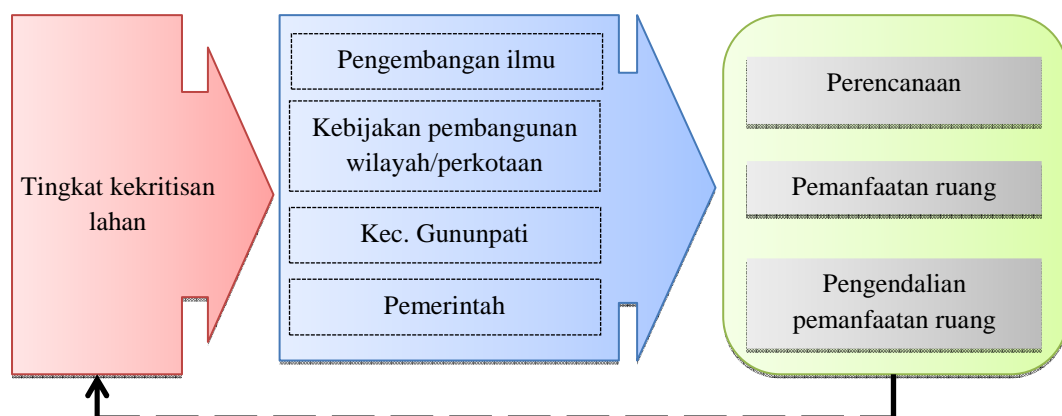 Tingkat kekritisan
lahan
Pengembangan ilmu
Kebijakan pembangunan
wilayah/perkotaan
Kec. Gununpati
Pemerintah
Perencanaan
Pemanfaatan ruang
Pengendalian
pemanfaatan ruang